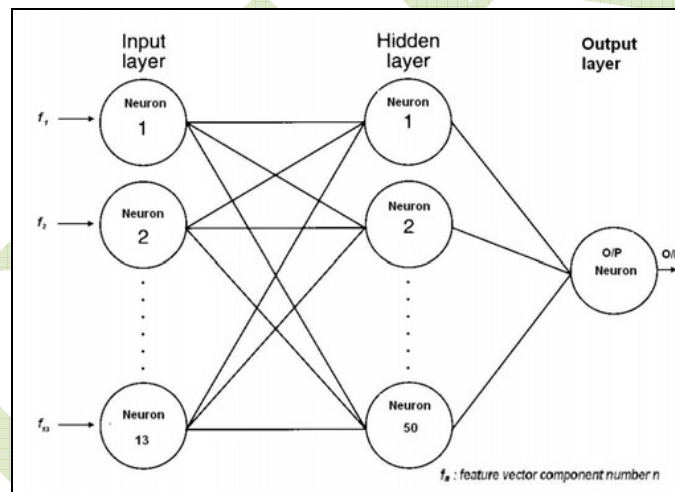 Input
layer
Hidden
layer
Output
layer
f₁
Neuron
1
Neuron
1
f₂
Neuron
2
Neuron
2
O/P
Neuron
f₁₃
Neuron
13
Neuron
50
fₙ : feature vector component number n